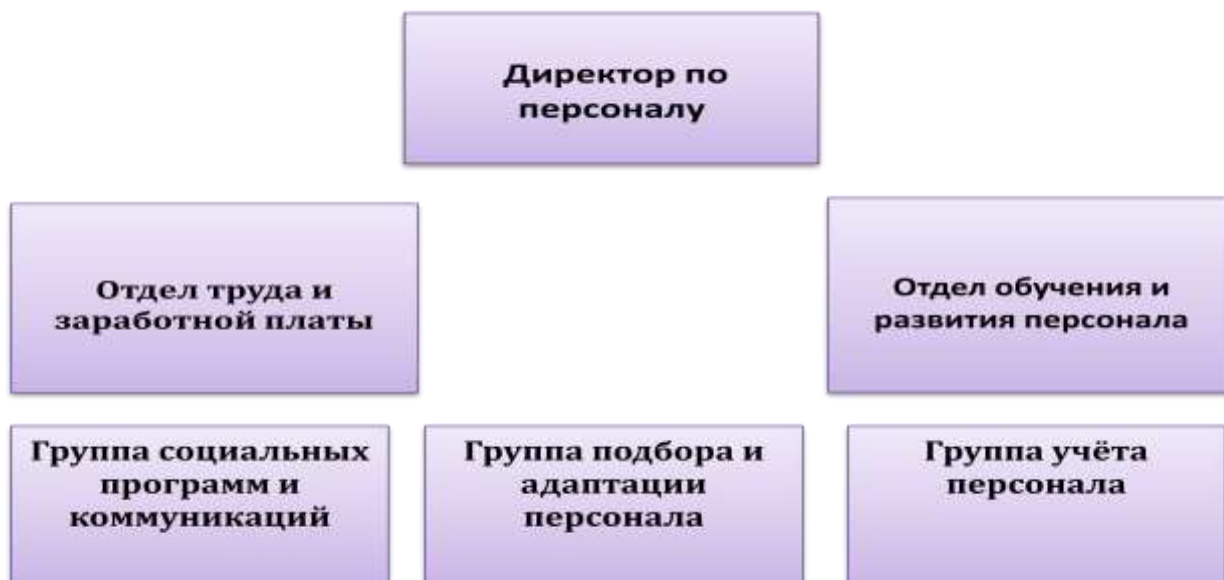 Директор по
персоналу
Отдел труда и
заработной платы
Отдел обучения и
развития персонала
Группа социальных
программ и
коммуникаций
Группа подбора и
адаптации
персонала
Группа учёта
персонала